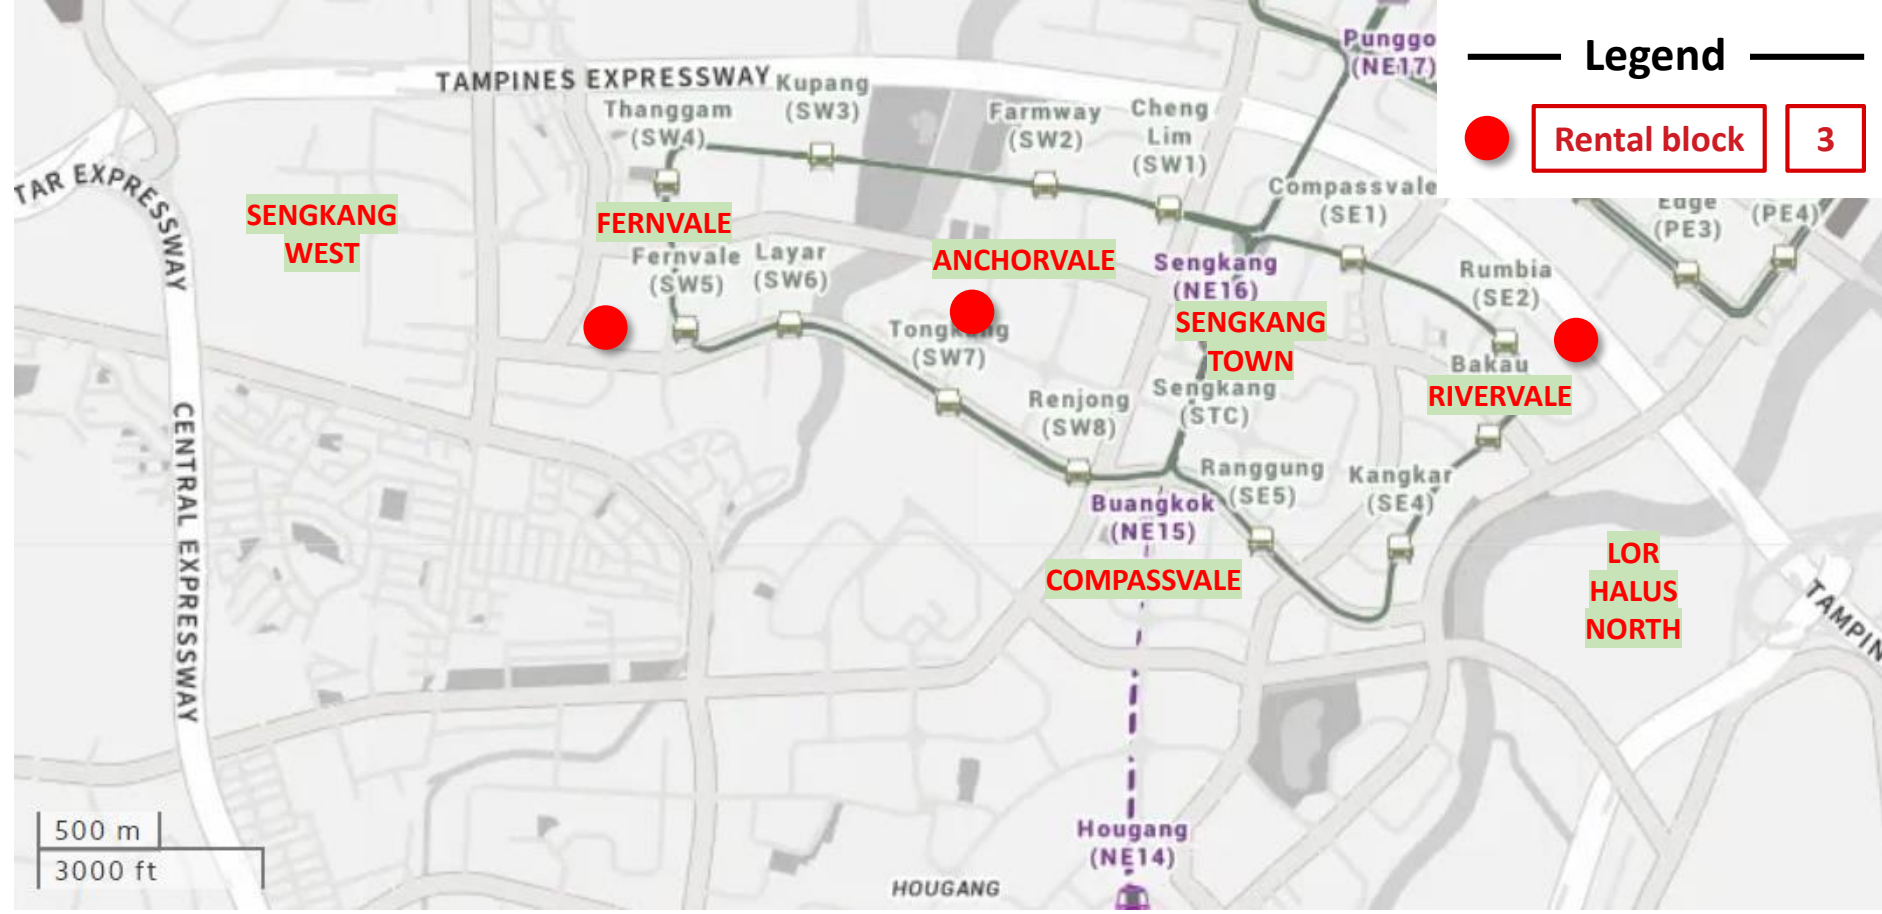 Legend
Rental block
3
Punggo
(NE17)
TAMPINES EXPRESSWAY
Kupang
(SW3)
Thanggam
(SW4)
Farmway
(SW2)
Cheng
Lim
(SW1)
Compassvale
(SE1)
Edge
(PE3)
(PE4)
TAR EXPRESSWAY
SENGKANG
WEST
FERNVALE
Fernvale
(SW5)
Layar
(SW6)
ANCHORVALE
Sengkang
(NE16)
Rumbia
(SE2)
SENGKANG
TOWN
(SW7)
Bakau
RIVERVALE
Sengkang
(STC)
Renjong
(SW8)
CENTRAL EXPRESSWAY
Ranggung
(SE5)
Kangkar
(SE4)
Buangkok
(NE15)
COMPASSVALE
LOR
HALUS
NORTH
TAMPIN
500 m
3000 ft
Hougang
(NE14)
HOUGANG